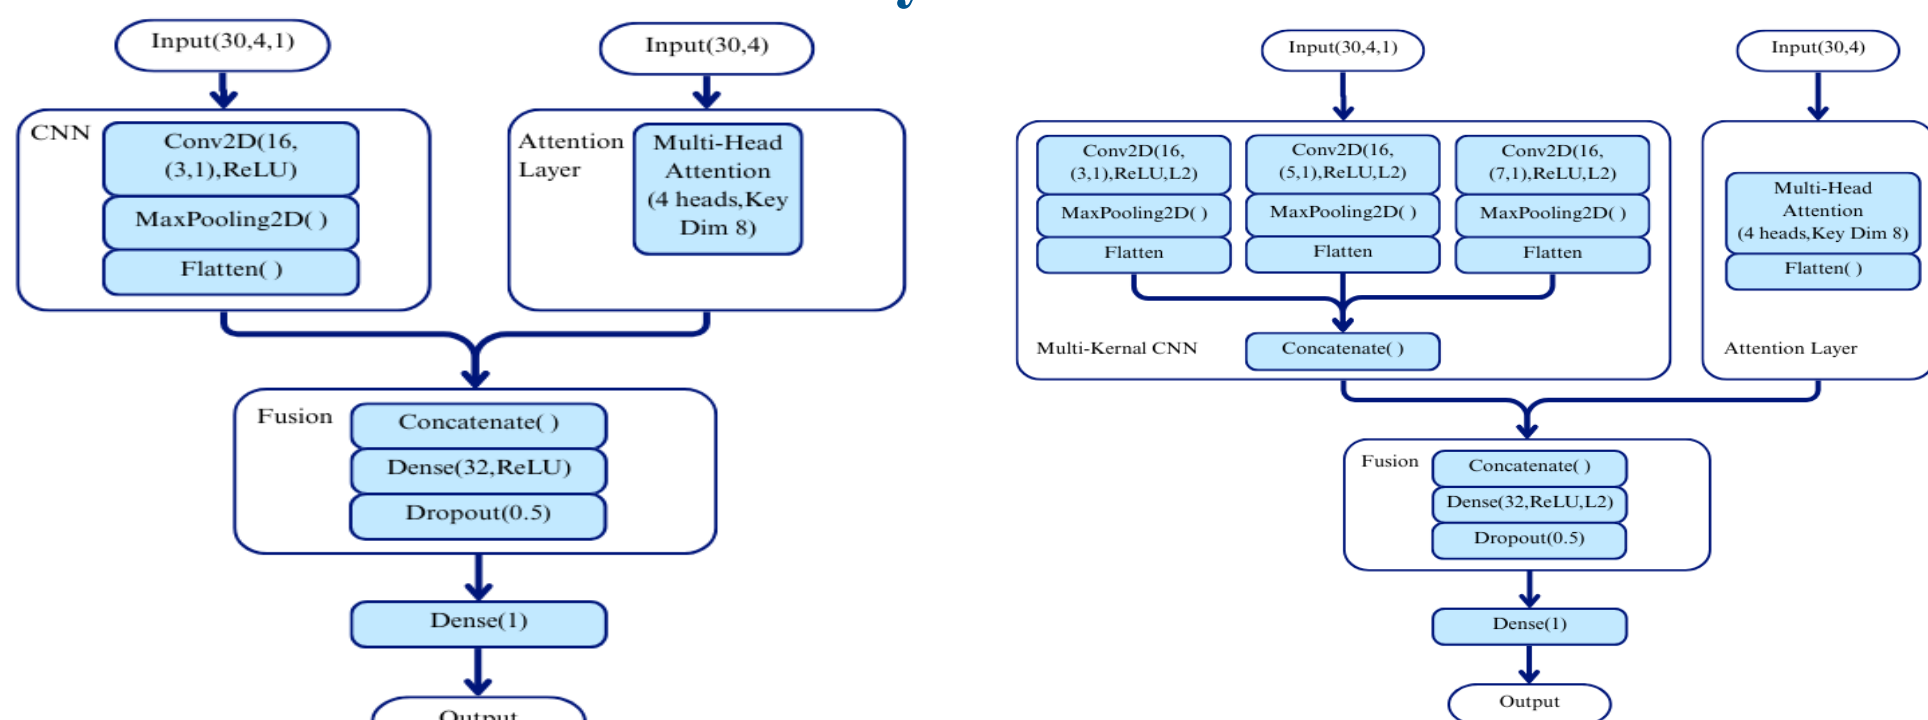 Input(30,4,1)
Input(30,4)
CNN
Conv2D(16,
(3,1),ReLU)
MaxPooling2D( )
Flatten( )
Attention
Layer
Multi-Head
Attention
(4 heads,Key
Dim 8)
Fusion
Concatenate( )
Dense(32,ReLU)
Dropout(0.5)
Dense(1)
Output
Input(30,4,1)
Input(30,4)
Conv2D(16,
(3,1),ReLU,L2)
MaxPooling2D( )
Flatten
Conv2D(16,
(5,1),ReLU,L2)
MaxPooling2D( )
Flatten
Conv2D(16,
(7,1),ReLU,L2)
MaxPooling2D( )
Flatten
Multi-Kernal CNN
Concatenate( )
Multi-Head
Attention
(4 heads,Key Dim 8)
Flatten( )
Attention Layer
Fusion
Concatenate( )
Dense(32,ReLU,L2)
Dropout(0.5)
Dense(1)
Output